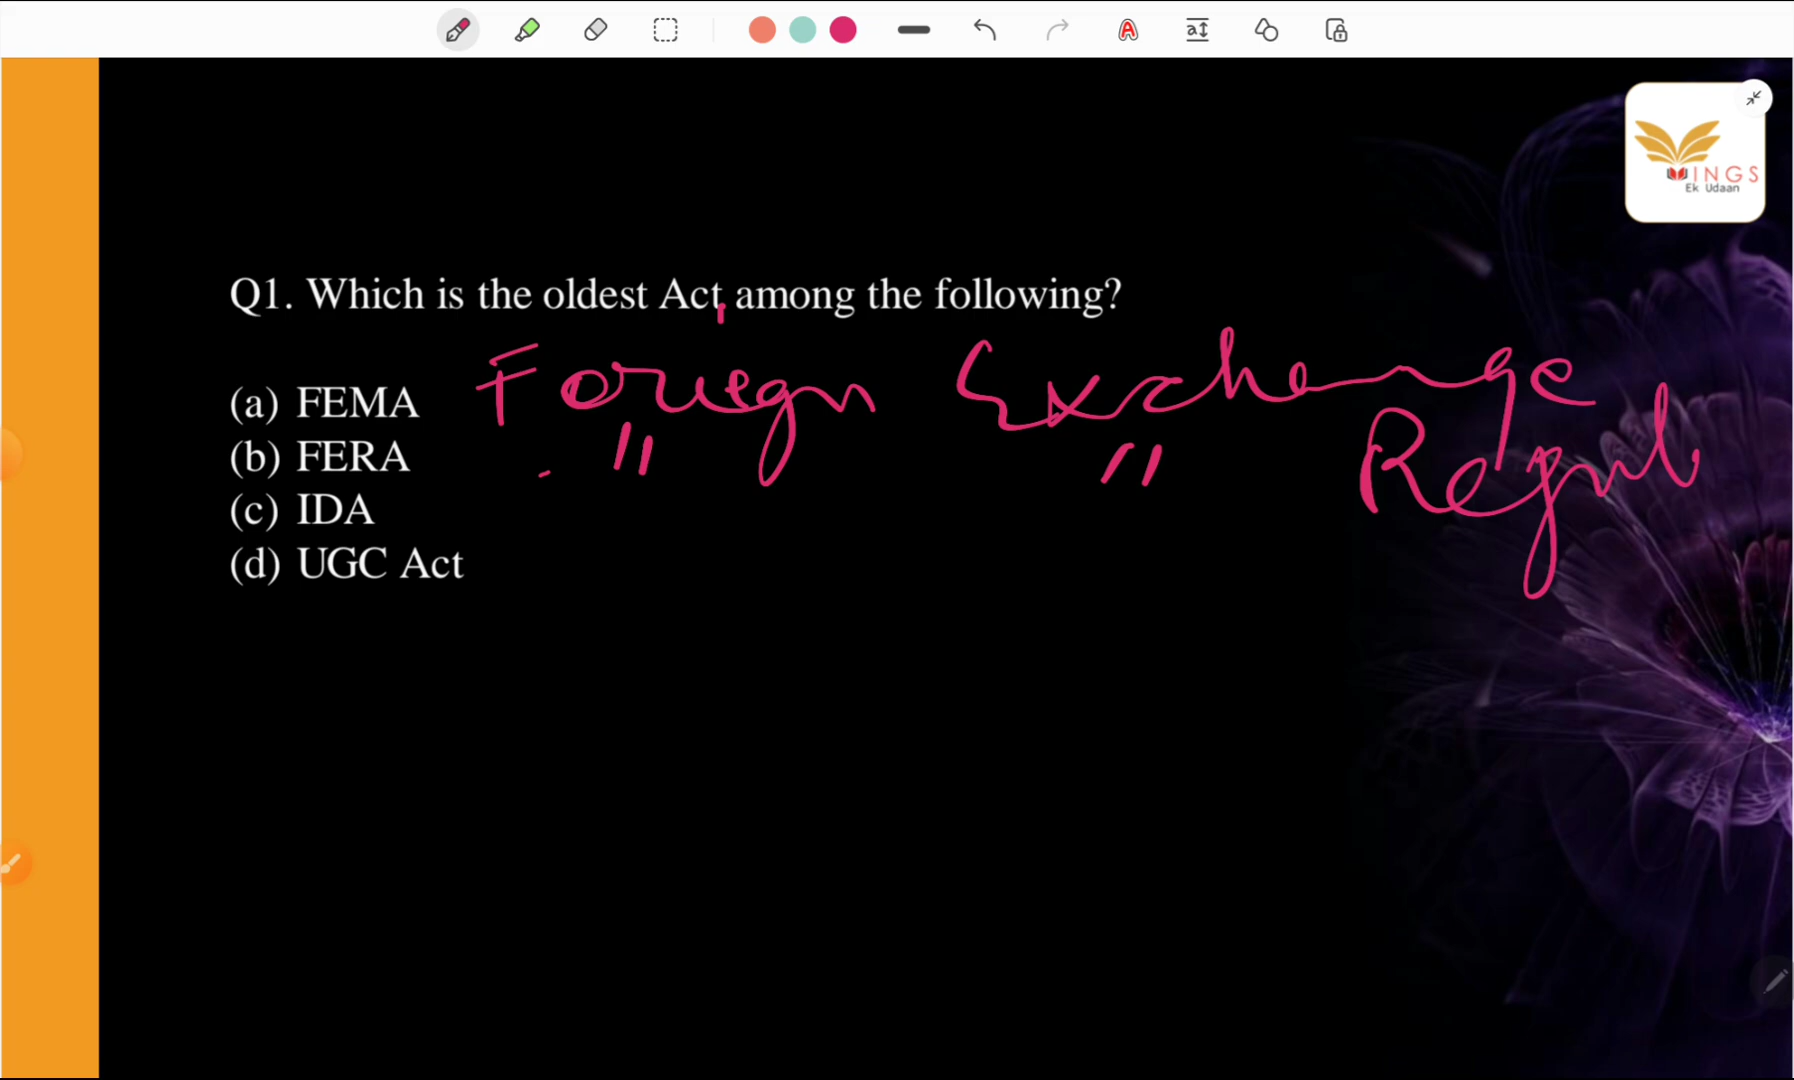 WINGS
Ek Udaan
Q1. Which is the oldest Act, among the following?
Foreign Exchange
(a) FEMA
" " Regul
(b) FERA
(c) IDA
(d) UGC Act